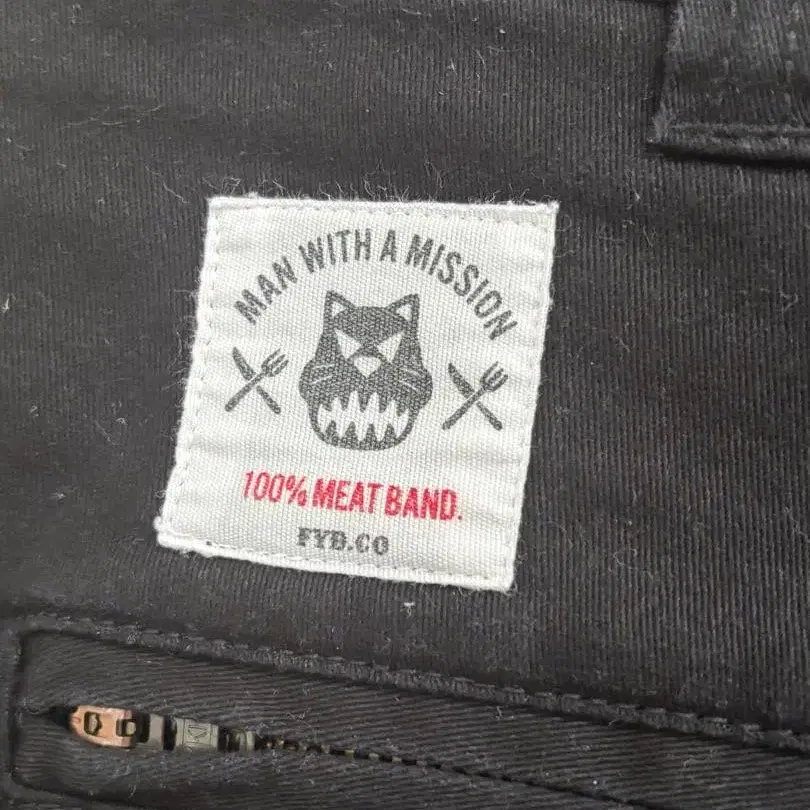 MAN WITH A MISSION
100% MEAT BAND.
FYB.CO